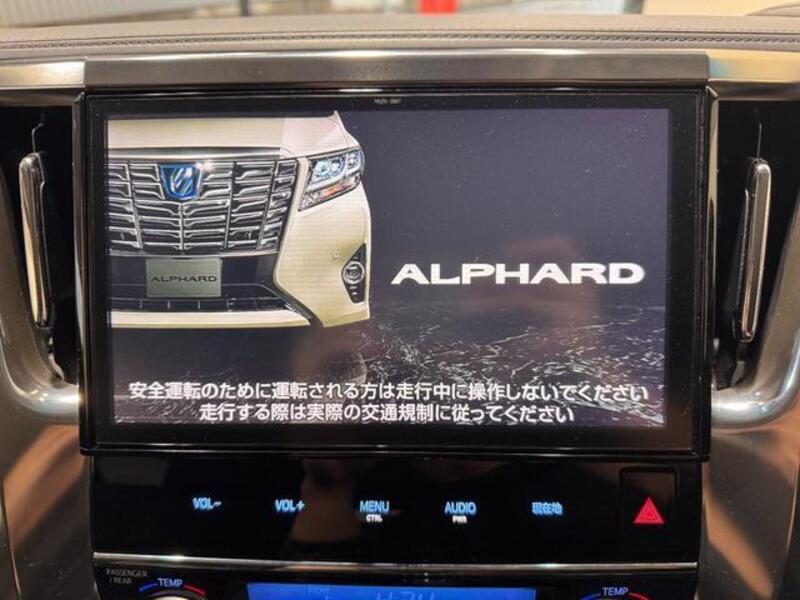 ALPHARD
ALPHARD
安全運転のために運転される方は走行中に操作しないでください
走行する際は実際の交通規制に従ってください
VOL- VOL+ MENU AUDIO 現在地
CTRL PWR
PASSENGER
/ REAR
TEMP
FRONT
TEMP